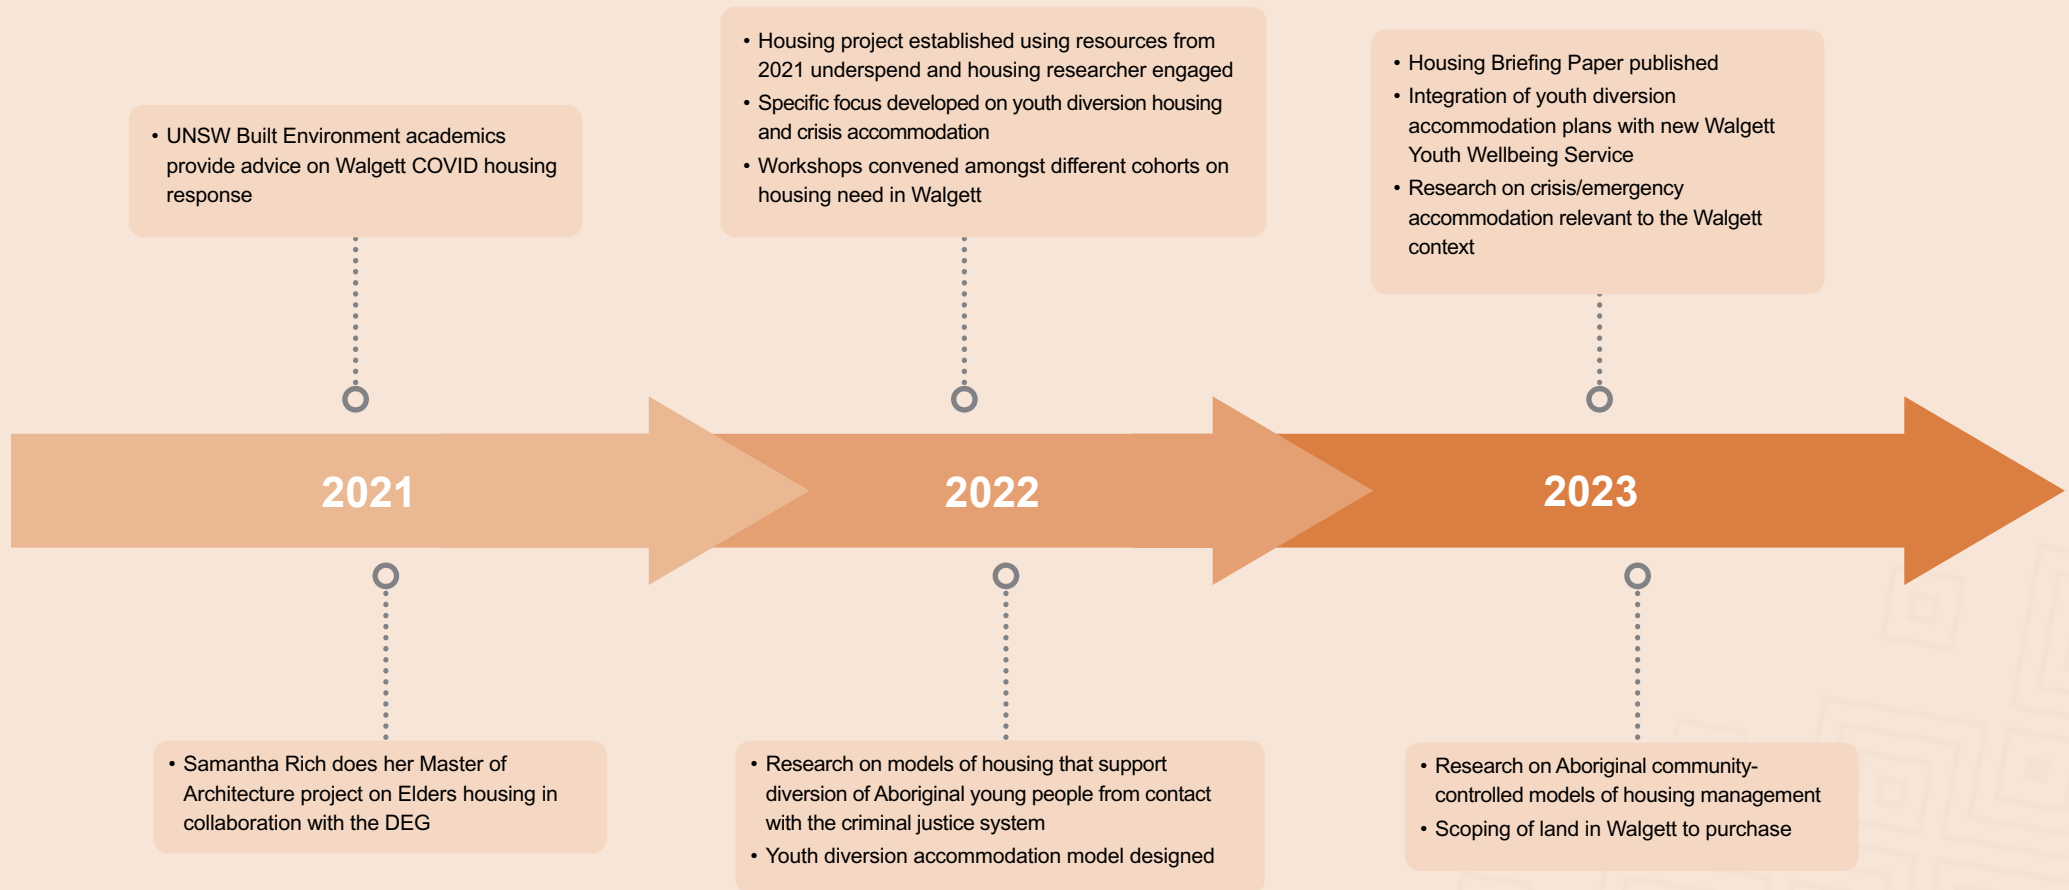 • UNSW Built Environment academics
provide advice on Walgett COVID housing
response
• Housing project established using resources from
2021 underspend and housing researcher engaged
• Specific focus developed on youth diversion housing
and crisis accommodation
• Workshops convened amongst different cohorts on
housing need in Walgett
• Housing Briefing Paper published
• Integration of youth diversion
accommodation plans with new Walgett
Youth Wellbeing Service
• Research on crisis/emergency
accommodation relevant to the Walgett
context
2021
2022
2023
• Samantha Rich does her Master of
Architecture project on Elders housing in
collaboration with the DEG
• Research on models of housing that support
diversion of Aboriginal young people from contact
with the criminal justice system
• Youth diversion accommodation model designed
• Research on Aboriginal community-
controlled models of housing management
• Scoping of land in Walgett to purchase